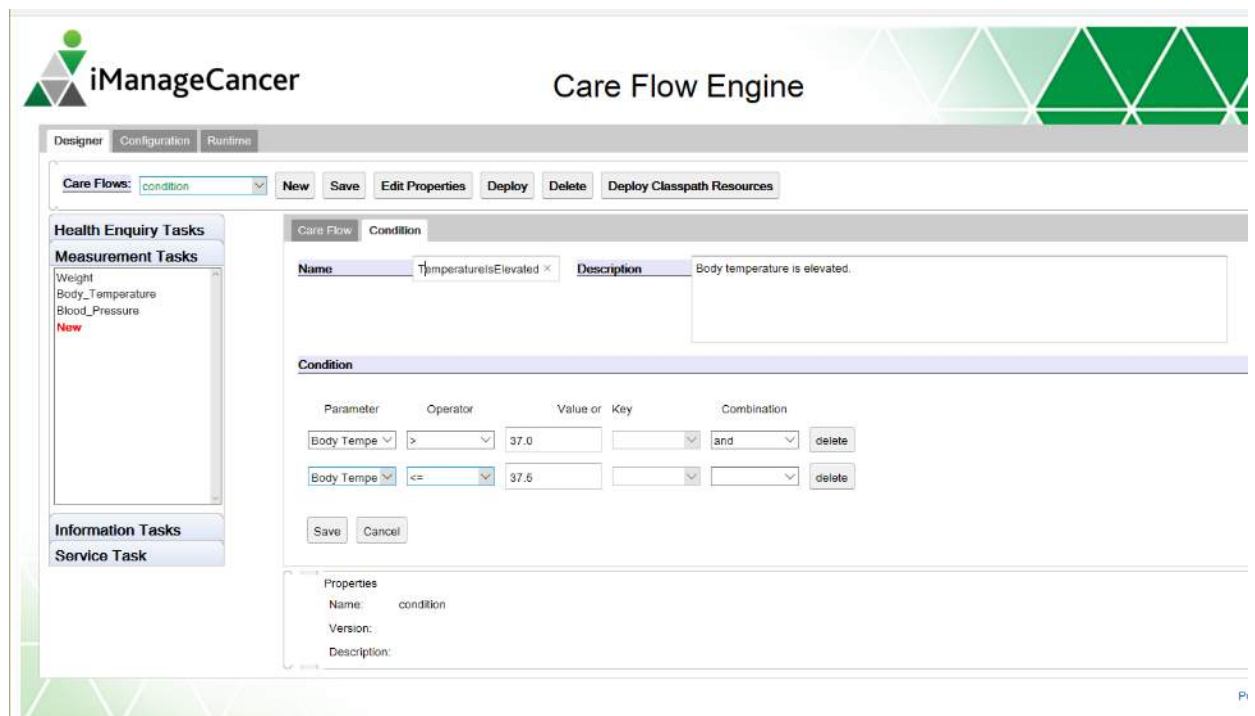 iManageCancer
Care Flow Engine
Designer Configuration Runtime
Care Flows: condition New Save Edit Properties Deploy Delete Deploy Classpath Resources
Health Enquiry Tasks
Measurement Tasks
Weight
Body_Temperature
Blood_Pressure
New
Information Tasks
Service Task
Care Flow Condition
Name TemperatureIsElevated × Description Body temperature is elevated.
Condition
Parameter Operator Value or Key Combination
Body Tempe > 37.0 and delete
Body Tempe <= 37.5 delete
Save Cancel
Properties
Name: condition
Version:
Description: